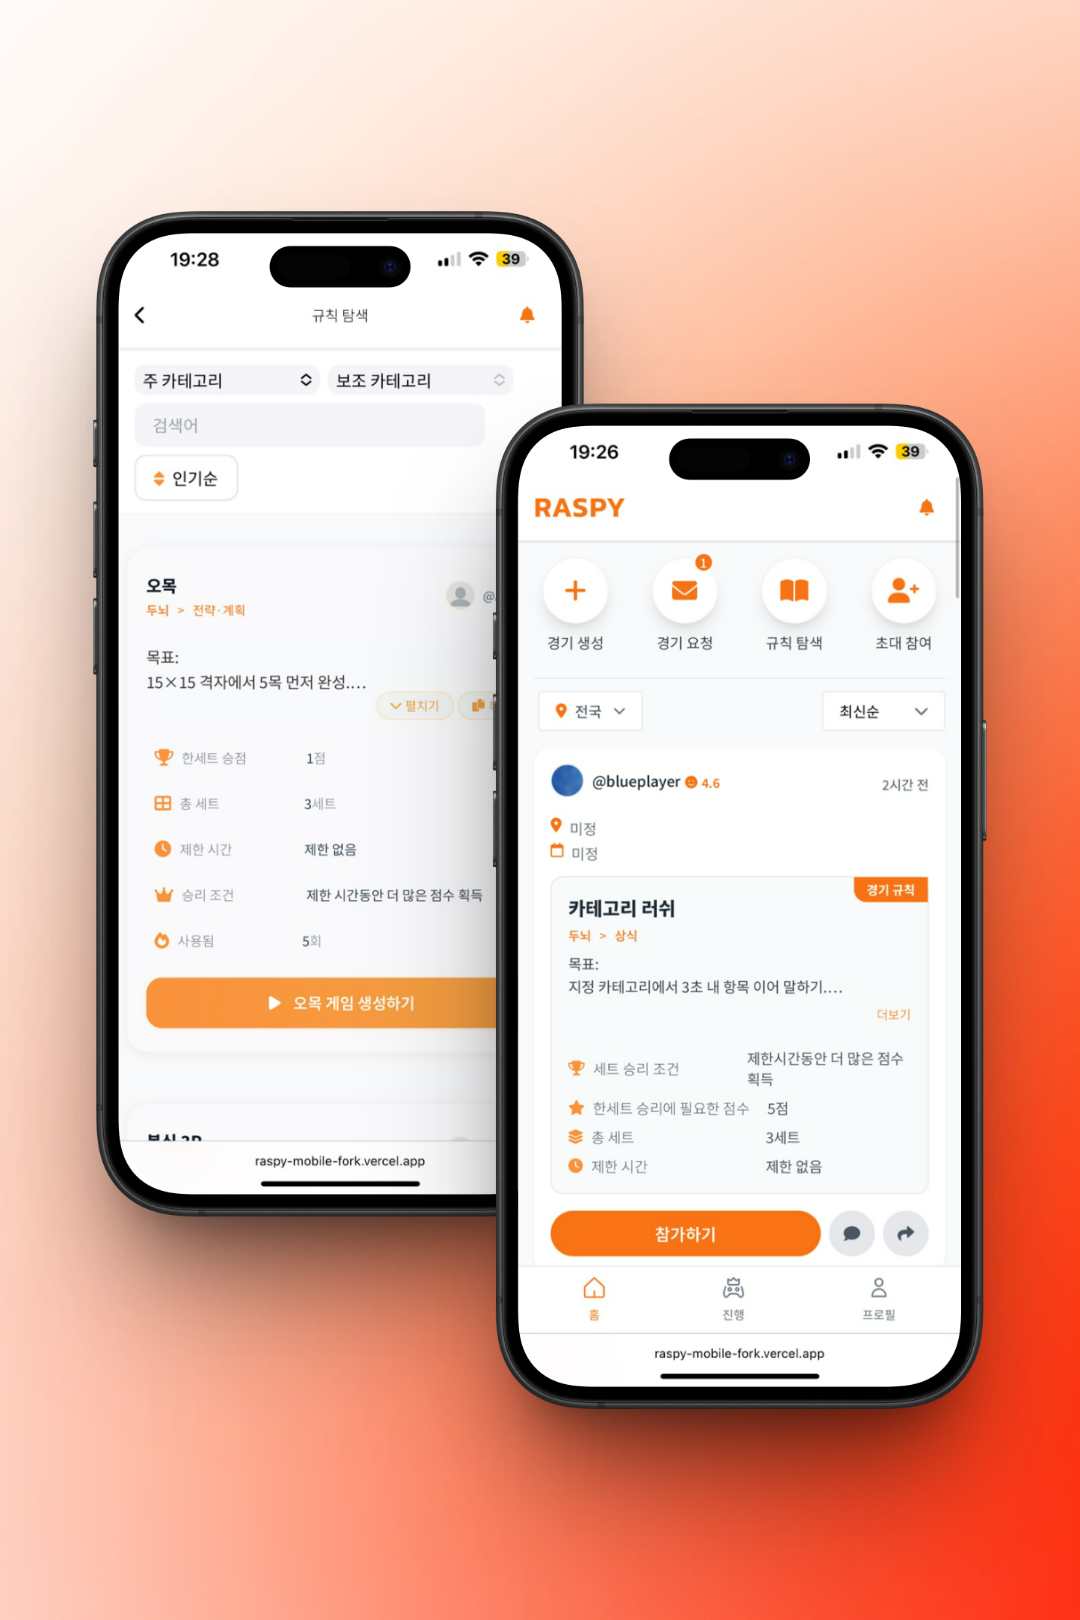 19:28
39
규칙 탐색
주 카테고리
보조 카테고리
검색어
인기순
오목
두뇌 > 전략·계획
@
목표:
15×15 격자에서 5목 먼저 완성....
펼치기
한세트 승점 1점
총 세트 3세트
제한 시간 제한 없음
승리 조건 제한 시간동안 더 많은 점수 획득
사용됨 5회
오목 게임 생성하기
raspy-mobile-fork.vercel.app
19:26
39
RASPY
1
경기 생성
경기 요청
규칙 탐색
초대 참여
전국
최신순
@blueplayer 4.6
2시간 전
미정
미정
경기 규칙
카테고리 러쉬
두뇌 > 상식
목표:
지정 카테고리에서 3초 내 항목 이어 말하기....
더보기
세트 승리 조건 제한시간동안 더 많은 점수
획득
한세트 승리에 필요한 점수 5점
총 세트 3세트
제한 시간 제한 없음
참가하기
홈
진행
프로필
raspy-mobile-fork.vercel.app